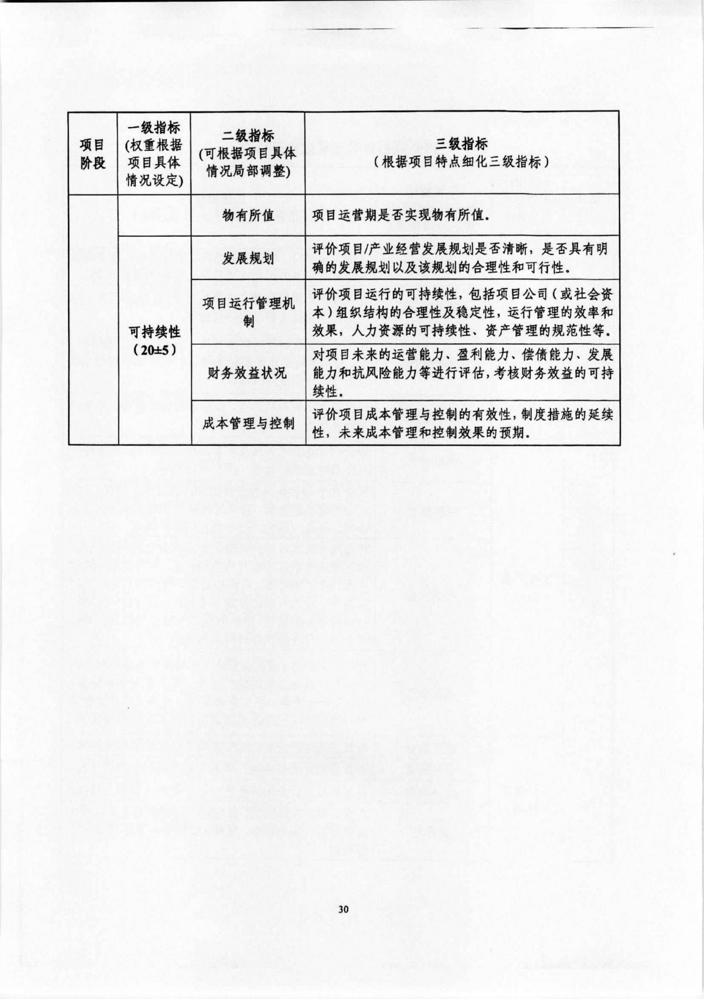 项目
阶段
一级指标
(权重根据
项目具体
情况设定)
二级指标
(可根据项目具体
情况局部调整)
三级指标
（根据项目特点细化三级指标）
物有所值
项目运营期是否实现物有所值。
可持续性
（20±5）
发展规划
评价项目/产业经营发展规划是否清晰，是否具有明
确的发展规划以及该规划的合理性和可行性。
项目运行管理机
制
评价项目运行的可持续性，包括项目公司（或社会资
本）组织结构的合理性及稳定性，运行管理的效率和
效果，人力资源的可持续性、资产管理的规范性等。
财务效益状况
对项目未来的运营能力、盈利能力、偿债能力、发展
能力和抗风险能力等进行评估，考核财务效益的可持
续性。
成本管理与控制
评价项目成本管理与控制的有效性，制度措施的延续
性，未来成本管理和控制效果的预期。
30